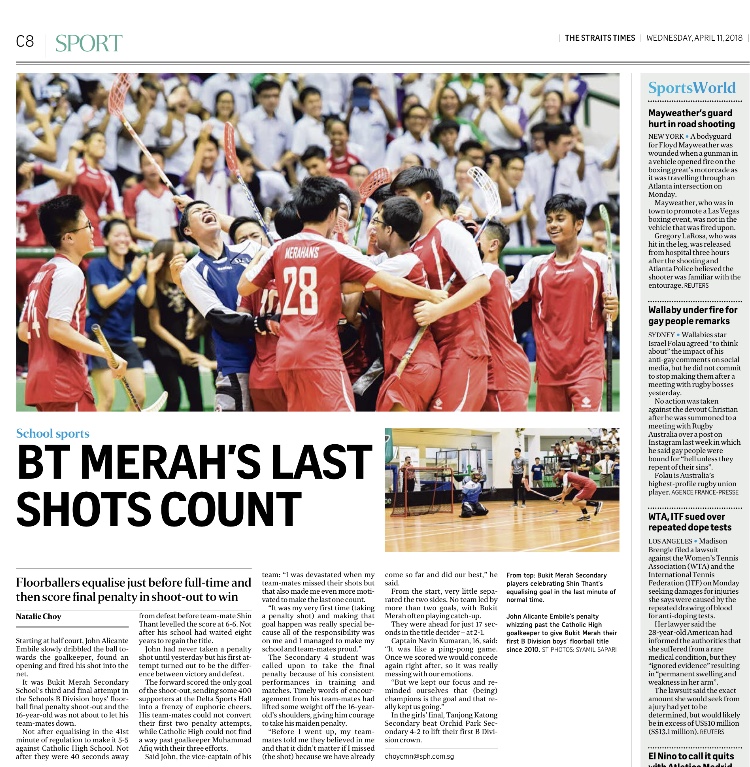 C8
SPORT
| THE STRAITS TIMES | WEDNESDAY, APRIL 11, 2018 |
MERAHANS
28
School sports
BT MERAH'S LAST
SHOTS COUNT
Floorballers equalise just before full-time and
then score final penalty in shoot-out to win
Natalie Choy
Starting at half court, John Alicante
Embile slowly dribbled the ball to-
wards the goalkeeper, found an
opening and fired his shot into the
net.
It was Bukit Merah Secondary
School's third and final attempt in
the Schools B Division boys' floor-
ball final penalty shoot-out and the
16-year-old was not about to let his
team-mates down.
Not after equalising in the 41st
minute of regulation to make it 5-5
against Catholic High School. Not
after they were 40 seconds away
from defeat before team-mate Shin
Thant levelled the score at 6-6. Not
after his school had waited eight
years to regain the title.
John had never taken a penalty
shot until yesterday but his first at-
tempt turned out to be the differ-
ence between victory and defeat.
The forward scored the only goal
of the shoot-out, sending some 400
supporters at the Delta Sports Hall
into a frenzy of euphoric cheers.
His team-mates could not convert
their first two penalty attempts,
while Catholic High could not find
a way past goalkeeper Muhammad
Afiq with their three efforts.
Said John, the vice-captain of his
team: "I was devastated when my
team-mates missed their shots but
that also made me even more moti-
vated to make the last one count.
"It was my very first time (taking
a penalty shot) and making that
goal happen was really special be-
cause all of the responsibility was
on me and I managed to make my
school and team-mates proud."
The Secondary 4 student was
called upon to take the final
penalty because of his consistent
performances in training and
matches. Timely words of encour-
agement from his team-mates had
lifted some weight off the 16-year-
old's shoulders, giving him courage
to take his maiden penalty.
"Before I went up, my team-
mates told me they believed in me
and that it didn't matter if I missed
(the shot) because we have already
come so far and did our best," he
said.
From the start, very little sepa-
rated the two sides. No team led by
more than two goals, with Bukit
Merah often playing catch-up.
They were ahead for just 17 sec-
onds in the title decider – at 2-1.
Captain Navin Kumaran, 16, said:
"It was like a ping-pong game.
Once we scored we would concede
again right after, so it was really
messing with our emotions.
"But we kept our focus and re-
minded ourselves that (being)
champions is the goal and that re-
ally kept us going."
In the girls' final, Tanjong Katong
Secondary beat Orchid Park Sec-
ondary 4-2 to lift their first B Divi-
sion crown.
choycmn@sph.com.sg
From top: Bukit Merah Secondary
players celebrating Shin Thant's
equalising goal in the last minute of
normal time.
John Alicante Embile's penalty
whizzing past the Catholic High
goalkeeper to give Bukit Merah their
first B Division boys' floorball title
since 2010. ST PHOTOS: SYAMIL SAPARI
SportsWorld
Mayweather's guard
hurt in road shooting
NEW YORK • A bodyguard
for Floyd Mayweather was
wounded when a gunman in
a vehicle opened fire on the
boxing great's motorcade as
it was travelling through an
Atlanta intersection on
Monday.
Mayweather, who was in
town to promote a Las Vegas
boxing event, was not in the
vehicle that was fired upon.
Gregory LaRosa, who was
hit in the leg, was released
from hospital three hours
after the shooting and
Atlanta Police believed the
shooter was familiar with the
entourage. REUTERS
Wallaby under fire for
gay people remarks
SYDNEY • Wallabies star
Israel Folau agreed "to think
about" the impact of his
anti-gay comments on social
media, but he did not commit
to stop making them after a
meeting with rugby bosses
yesterday.
No action was taken
against the devout Christian
after he was summoned to a
meeting with Rugby
Australia over a post on
Instagram last week in which
he said gay people were
bound for "hell unless they
repent of their sins".
Folau is Australia's
highest-profile rugby union
player. AGENCE FRANCE-PRESSE
WTA, ITF sued over
repeated dope tests
LOS ANGELES • Madison
Brengle filed a lawsuit
against the Women's Tennis
Association (WTA) and the
International Tennis
Federation (ITF) on Monday
seeking damages for injuries
she says were caused by the
repeated drawing of blood
for anti-doping tests.
Her lawyer said the
28-year-old American had
informed the authorities that
she suffered from a rare
medical condition, but they
"ignored evidence" resulting
in "permanent swelling and
weakness in her arm".
The lawsuit said the exact
amount she would seek from
a jury had yet to be
determined, but would likely
be in excess of US$10 million
(S$13.1 million). REUTERS
El Nino to call it quits
with Atletico Madrid